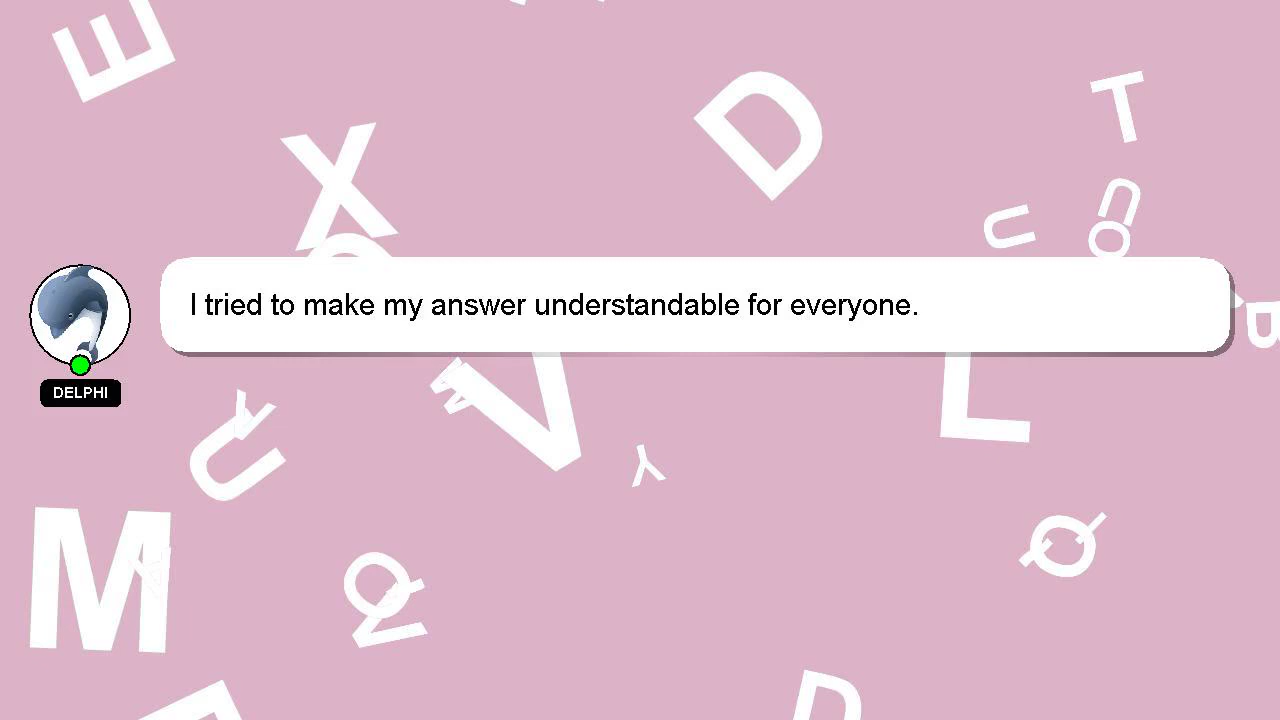 I tried to make my answer understandable for everyone.
DELPHI
E
X
D
T
U
U
O
B
V
L
Y
U
Y
M
Q
Z
D